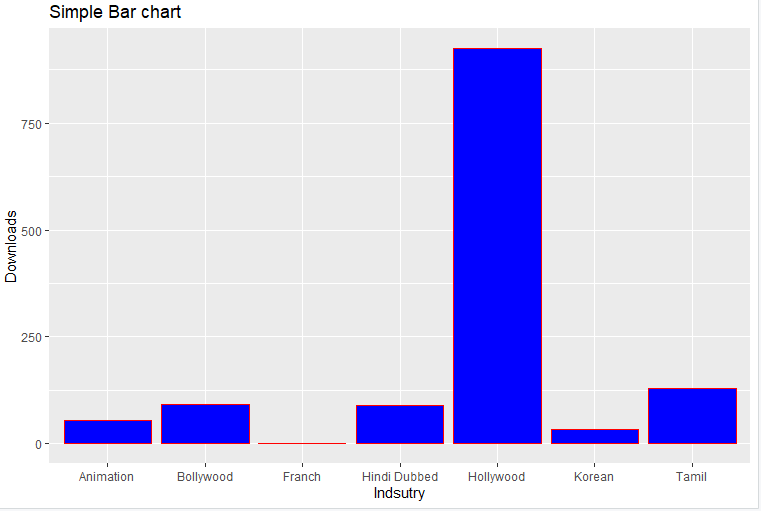 Simple Bar chart
Downloads
750
500
250
0
Animation Bollywood Franch Hindi Dubbed Hollywood Korean Tamil
Indsutry